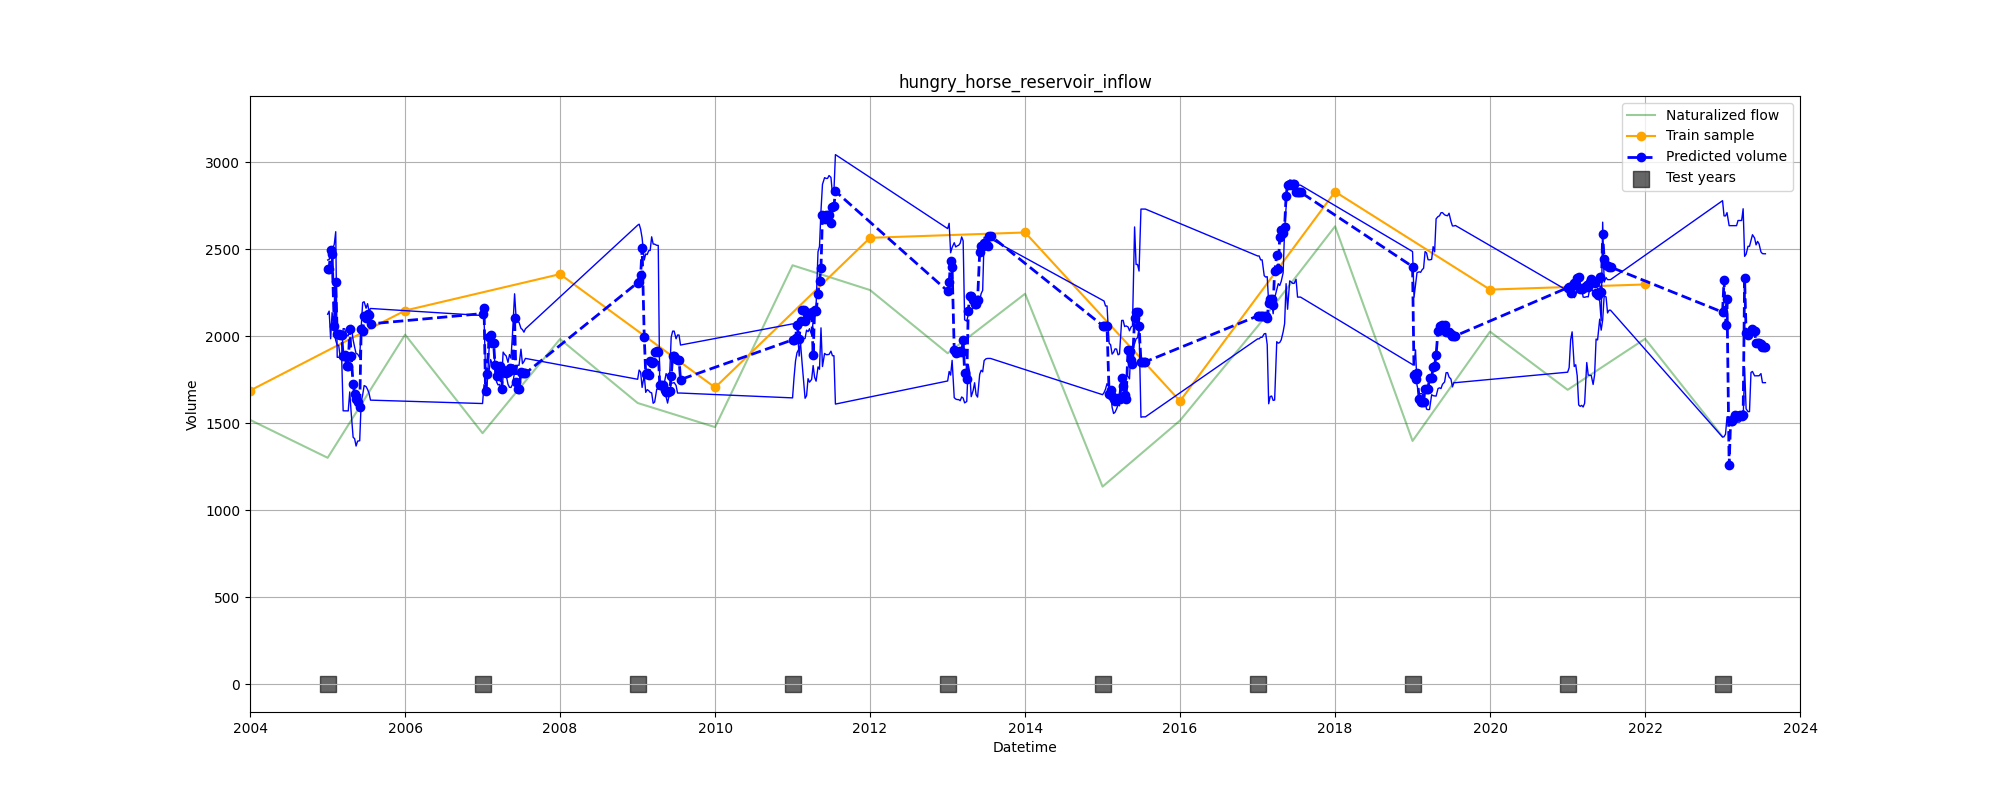 hungry_horse_reservoir_inflow
Naturalized flow
Train sample
Predicted volume
Test years
Volume
3000
2500
2000
1500
1000
500
0
2004 2006 2008 2010 2012 2014 2016 2018 2020 2022 2024
Datetime